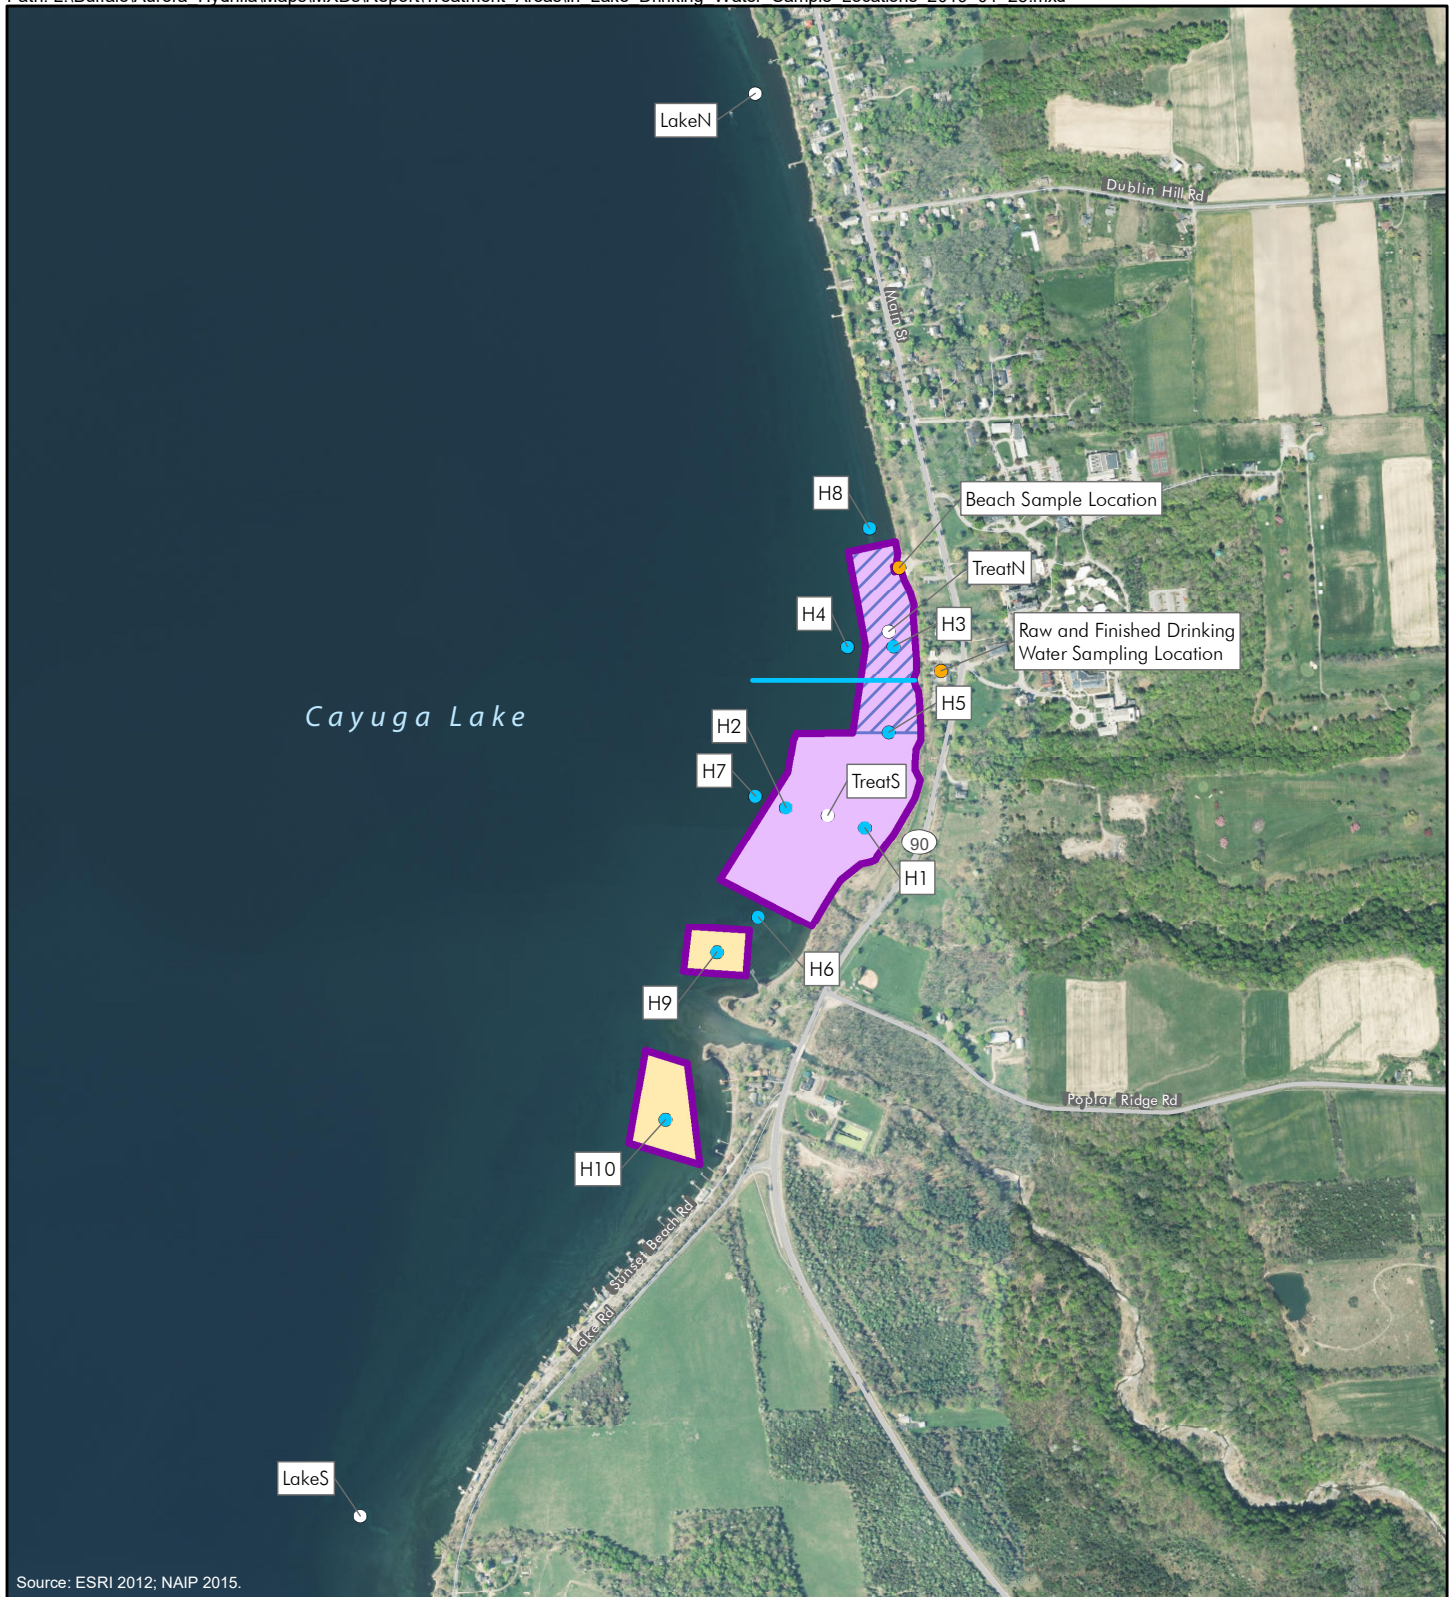 LakeN
Dublin Hill Rd
Main St
H8
Beach Sample Location
TreatN
H4
H3
Raw and Finished Drinking
Water Sampling Location
H5
Cayuga Lake
H2
H7
TreatS
90
H1
H6
H9
Poplar Ridge Rd
H10
Sunset Beach Rd
Lake Rd
LakeS
Source: ESRI 2012; NAIP 2015.